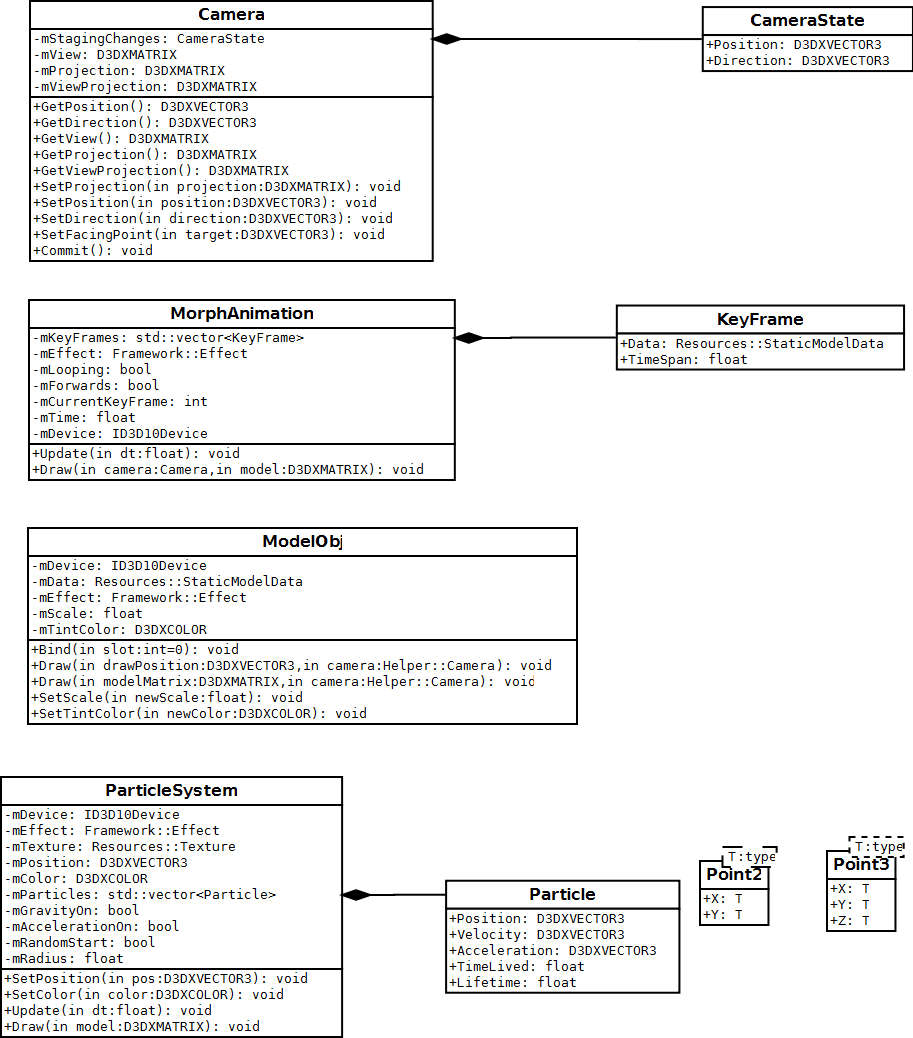 Camera
-mStagingChanges: CameraState
-mView: D3DXMATRIX
-mProjection: D3DXMATRIX
-mViewProjection: D3DXMATRIX
+GetPosition(): D3DXVECTOR3
+GetDirection(): D3DXVECTOR3
+GetView(): D3DXMATRIX
+GetProjection(): D3DXMATRIX
+GetViewProjection(): D3DXMATRIX
+SetProjection(in projection:D3DXMATRIX): void
+SetPosition(in position:D3DXVECTOR3): void
+SetDirection(in direction:D3DXVECTOR3): void
+SetFacingPoint(in target:D3DXVECTOR3): void
+Commit(): void
CameraState
+Position: D3DXVECTOR3
+Direction: D3DXVECTOR3
MorphAnimation
-mKeyFrames: std::vector<KeyFrame>
-mEffect: Framework::Effect
-mLooping: bool
-mForwards: bool
-mCurrentKeyFrame: int
-mTime: float
-mDevice: ID3D10Device
+Update(in dt:float): void
+Draw(in camera:Camera,in model:D3DXMATRIX): void
KeyFrame
+Data: Resources::StaticModelData
+TimeSpan: float
ModelObj
-mDevice: ID3D10Device
-mData: Resources::StaticModelData
-mEffect: Framework::Effect
-mScale: float
-mTintColor: D3DXCOLOR
+Bind(in slot:int=0): void
+Draw(in drawPosition:D3DXVECTOR3,in camera:Helper::Camera): void
+Draw(in modelMatrix:D3DXMATRIX,in camera:Helper::Camera): void
+SetScale(in newScale:float): void
+SetTintColor(in newColor:D3DXCOLOR): void
ParticleSystem
-mDevice: ID3D10Device
-mEffect: Framework::Effect
-mTexture: Resources::Texture
-mPosition: D3DXVECTOR3
-mColor: D3DXCOLOR
-mParticles: std::vector<Particle>
-mGravityOn: bool
-mAccelerationOn: bool
-mRandomStart: bool
-mRadius: float
+SetPosition(in pos:D3DXVECTOR3): void
+SetColor(in color:D3DXCOLOR): void
+Update(in dt:float): void
+Draw(in model:D3DXMATRIX): void
Particle
+Position: D3DXVECTOR3
+Velocity: D3DXVECTOR3
+Acceleration: D3DXVECTOR3
+TimeLived: float
+Lifetime: float
T:type
Point2
+X: T
+Y: T
T:type
Point3
+X: T
+Y: T
+Z: T